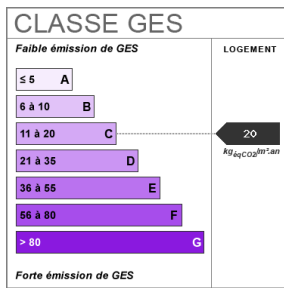 CLASSE GES
Faible émission de GES
LOGEMENT
≤ 5 A
6 à 10 B
11 à 20 C
20
kgéqCO2/m².an
21 à 35 D
36 à 55 E
56 à 80 F
> 80 G
Forte émission de GES